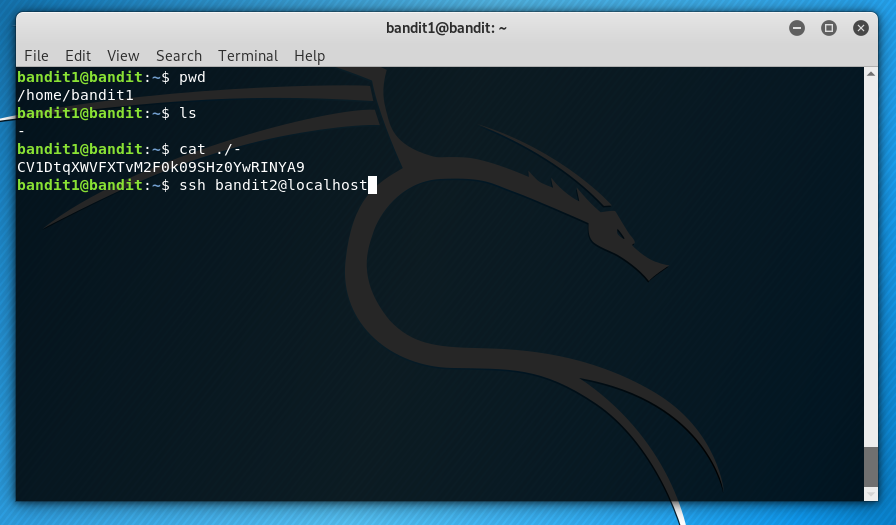 bandit1@bandit: ~
File Edit View Search Terminal Help
bandit1@bandit:~$ pwd
/home/bandit1
bandit1@bandit:~$ ls
-
bandit1@bandit:~$ cat ./-
CV1DtqXWVFXTvM2F0k09SHz0YwRINYA9
bandit1@bandit:~$ ssh bandit2@localhost